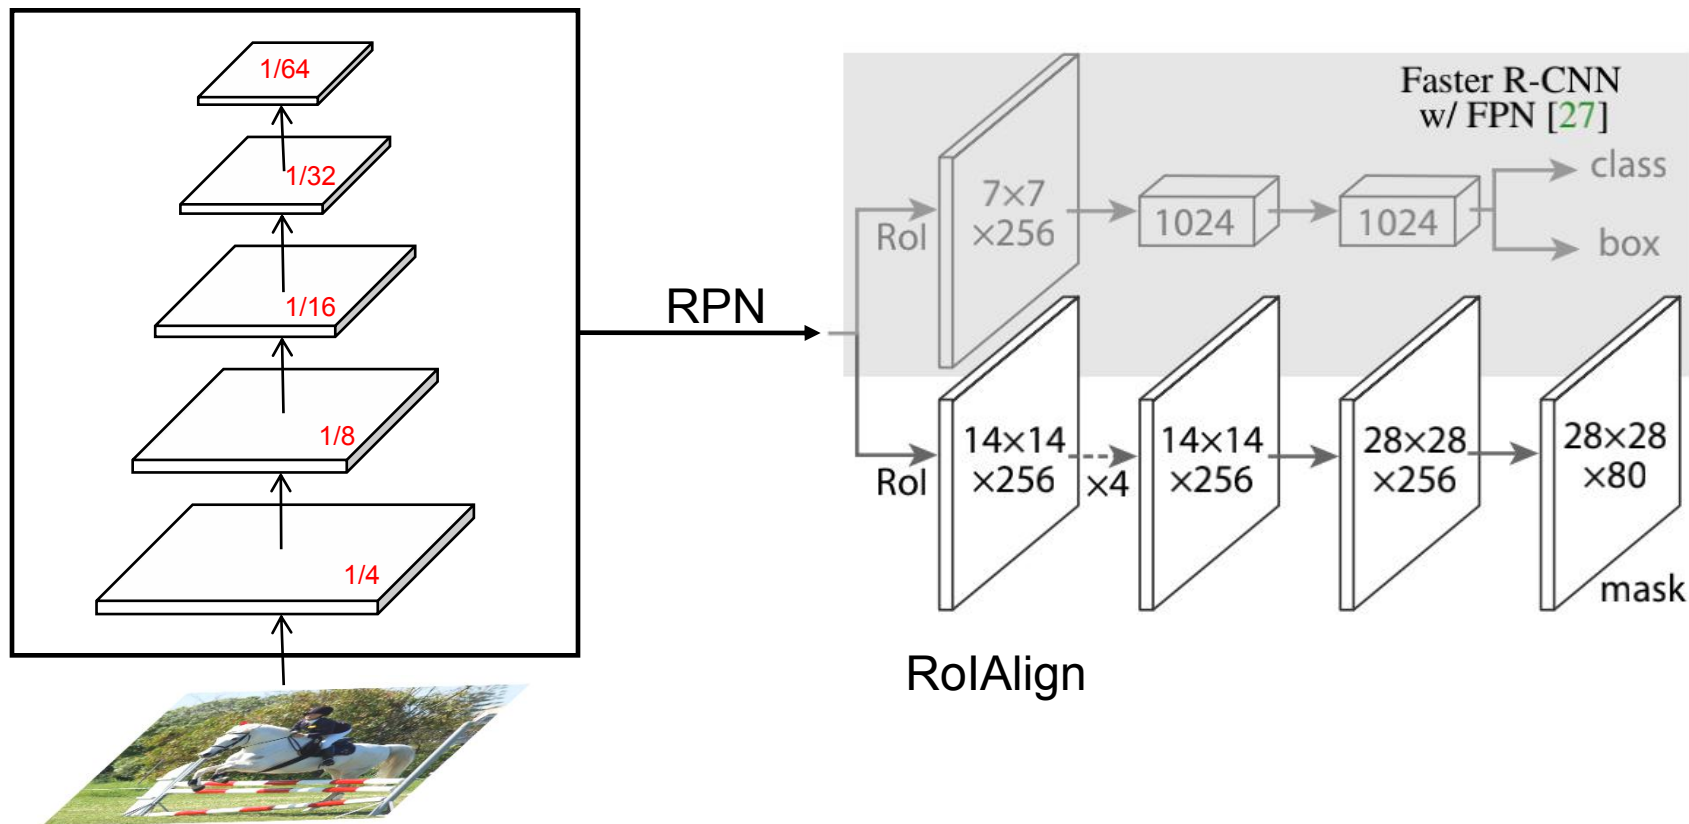 1/64
1/32
1/16
1/8
1/4
RPN
Faster R-CNN
w/ FPN [27]
RoI
7×7
×256
1024
1024
class
box
RoI
14×14
×256
×4
14×14
×256
28×28
×256
28×28
×80
mask
RoIAlign